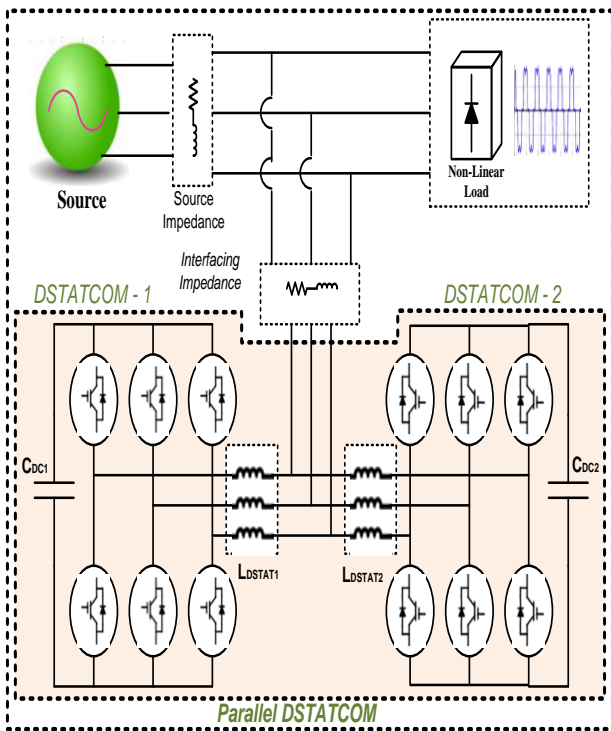 Source
Source
Impedance
Non-Linear
Load
Interfacing
Impedance
DSTATCOM - 1
DSTATCOM - 2
CDC1
CDC2
LDSTAT1
LDSTAT2
Parallel DSTATCOM